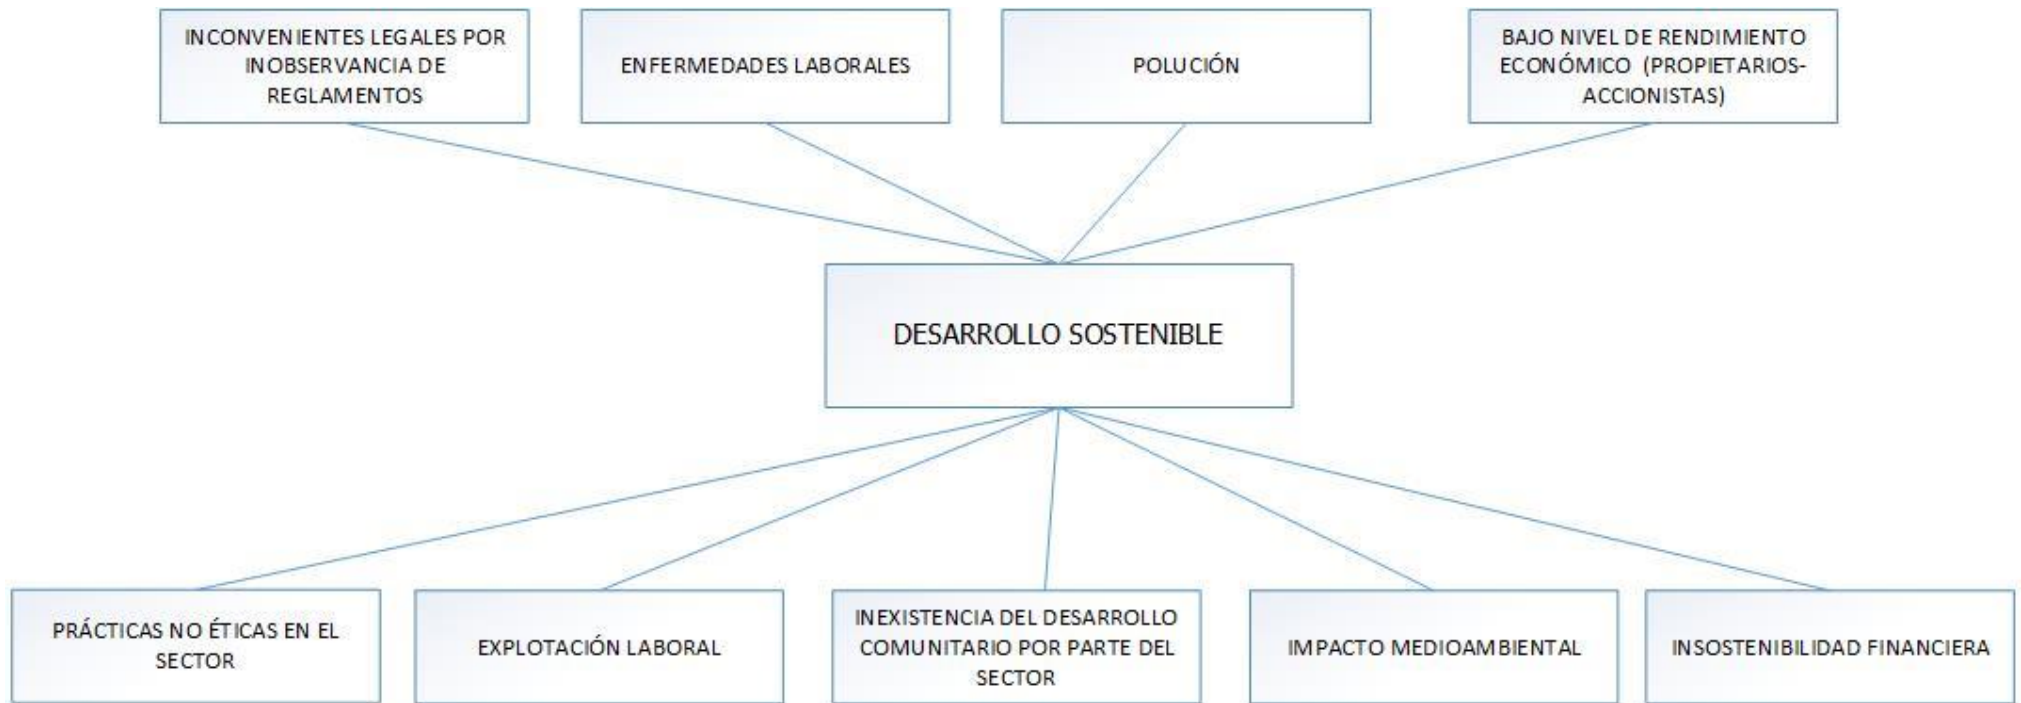 INCONVENIENTES LEGALES POR
INOBSERVANCIA DE
REGLAMENTOS
ENFERMEDADES LABORALES
POLUCIÓN
BAJO NIVEL DE RENDIMIENTO
ECONÓMICO (PROPIETARIOS-
ACCIONISTAS)
DESARROLLO SOSTENIBLE
PRÁCTICAS NO ÉTICAS EN EL
SECTOR
EXPLOTACIÓN LABORAL
INEXISTENCIA DEL DESARROLLO
COMUNITARIO POR PARTE DEL
SECTOR
IMPACTO MEDIOAMBIENTAL
INSOSTENIBILIDAD FINANCIERA